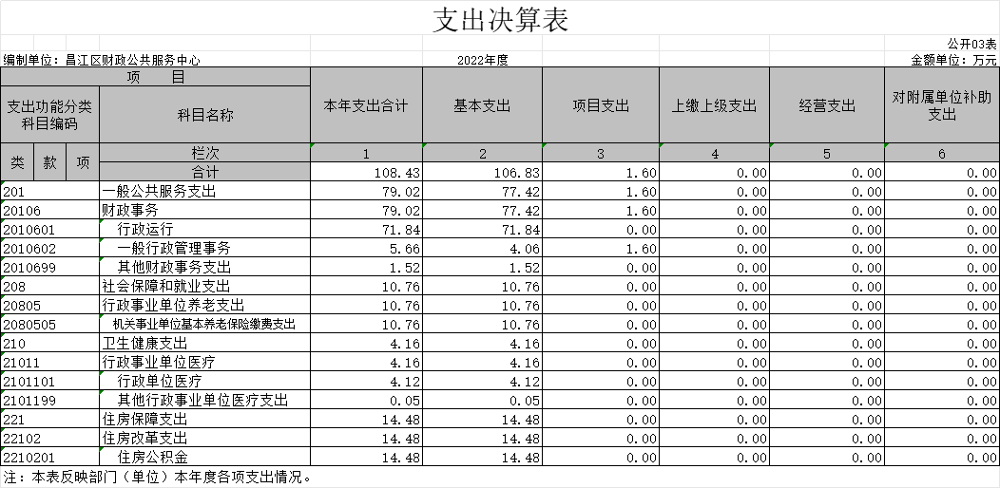 支出决算表
公开03表
编制单位：昌江区财政公共服务中心 2022年度 金额单位：万元
项 目 本年支出合计 基本支出 项目支出 上缴上级支出 经营支出 对附属单位补助支出
支出功能分类科目编码 科目名称
类 款 项 栏次 1 2 3 4 5 6
合计 108.43 106.83 1.60 0.00 0.00 0.00
201 一般公共服务支出 79.02 77.42 1.60 0.00 0.00 0.00
20106 财政事务 79.02 77.42 1.60 0.00 0.00 0.00
2010601 行政运行 71.84 71.84 0.00 0.00 0.00 0.00
2010602 一般行政管理事务 5.66 4.06 1.60 0.00 0.00 0.00
2010699 其他财政事务支出 1.52 1.52 0.00 0.00 0.00 0.00
208 社会保障和就业支出 10.76 10.76 0.00 0.00 0.00 0.00
20805 行政事业单位养老支出 10.76 10.76 0.00 0.00 0.00 0.00
2080505 机关事业单位基本养老保险缴费支出 10.76 10.76 0.00 0.00 0.00 0.00
210 卫生健康支出 4.16 4.16 0.00 0.00 0.00 0.00
21011 行政事业单位医疗 4.16 4.16 0.00 0.00 0.00 0.00
2101101 行政单位医疗 4.12 4.12 0.00 0.00 0.00 0.00
2101199 其他行政事业单位医疗支出 0.05 0.05 0.00 0.00 0.00 0.00
221 住房保障支出 14.48 14.48 0.00 0.00 0.00 0.00
22102 住房改革支出 14.48 14.48 0.00 0.00 0.00 0.00
2210201 住房公积金 14.48 14.48 0.00 0.00 0.00 0.00
注：本表反映部门（单位）本年度各项支出情况。